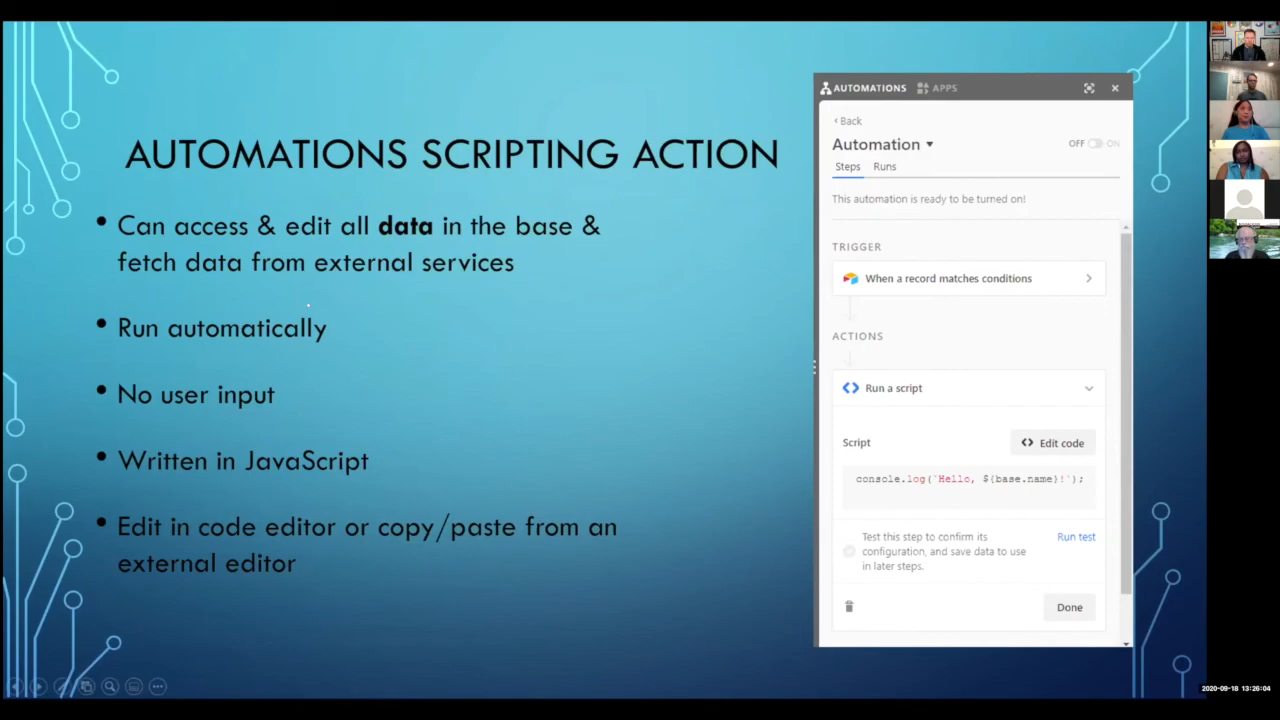 AUTOMATIONS SCRIPTING ACTION
• Can access & edit all data in the base &
fetch data from external services
• Run automatically
• No user input
• Written in JavaScript
• Edit in code editor or copy/paste from an
external editor
AUTOMATIONS APPS
Back
Automation
OFF ON
Steps Runs
This automation is ready to be turned on!
TRIGGER
When a record matches conditions
ACTIONS
Run a script
Script
Edit code
console.log(`Hello, ${base.name}!`);
Test this step to confirm its
configuration, and save data to use
in later steps.
Run test
Done
2020-09-18 13:26:04